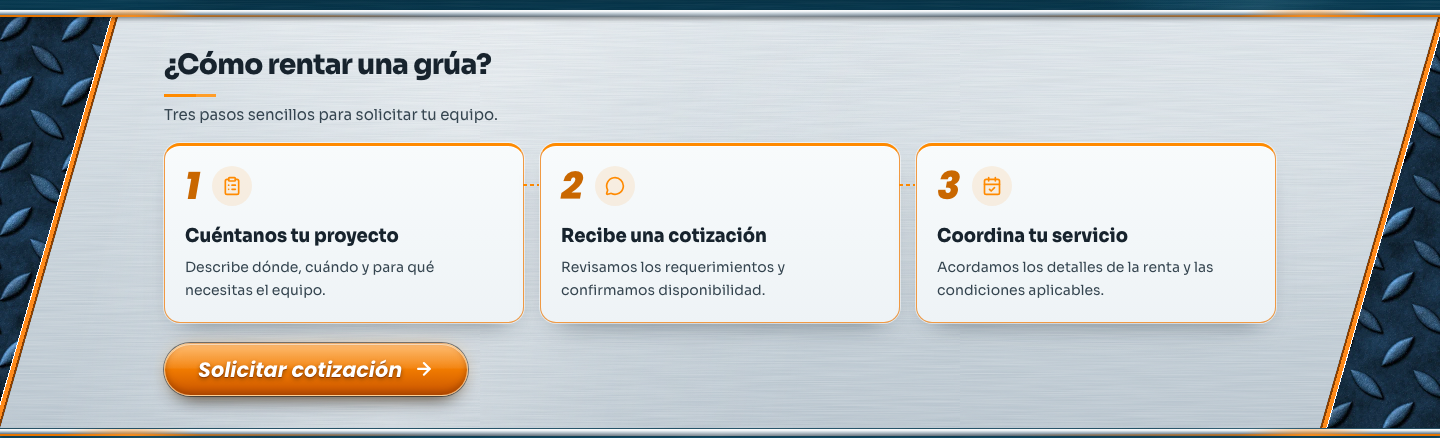 ¿Cómo rentar una grúa?
Tres pasos sencillos para solicitar tu equipo.
1
Cuéntanos tu proyecto
Describe dónde, cuándo y para qué
necesitas el equipo.
2
Recibe una cotización
Revisamos los requerimientos y
confirmamos disponibilidad.
3
Coordina tu servicio
Acordamos los detalles de la renta y las
condiciones aplicables.
Solicitar cotización →